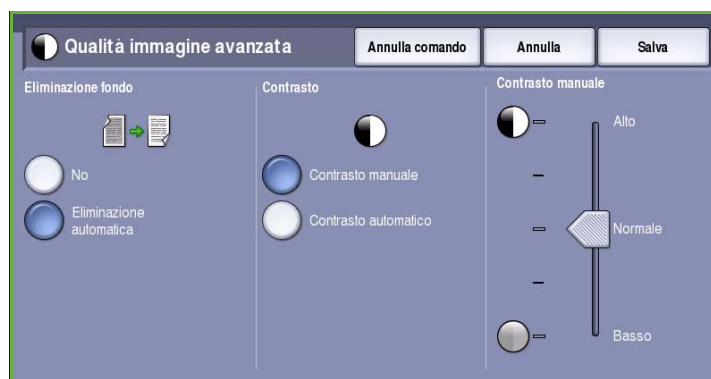 Qualità immagine avanzata
Annulla comando
Annulla
Salva
Eliminazione fondo
No
Eliminazione
automatica
Contrasto
Contrasto manuale
Contrasto automatico
Contrasto manuale
Alto
Normale
Basso